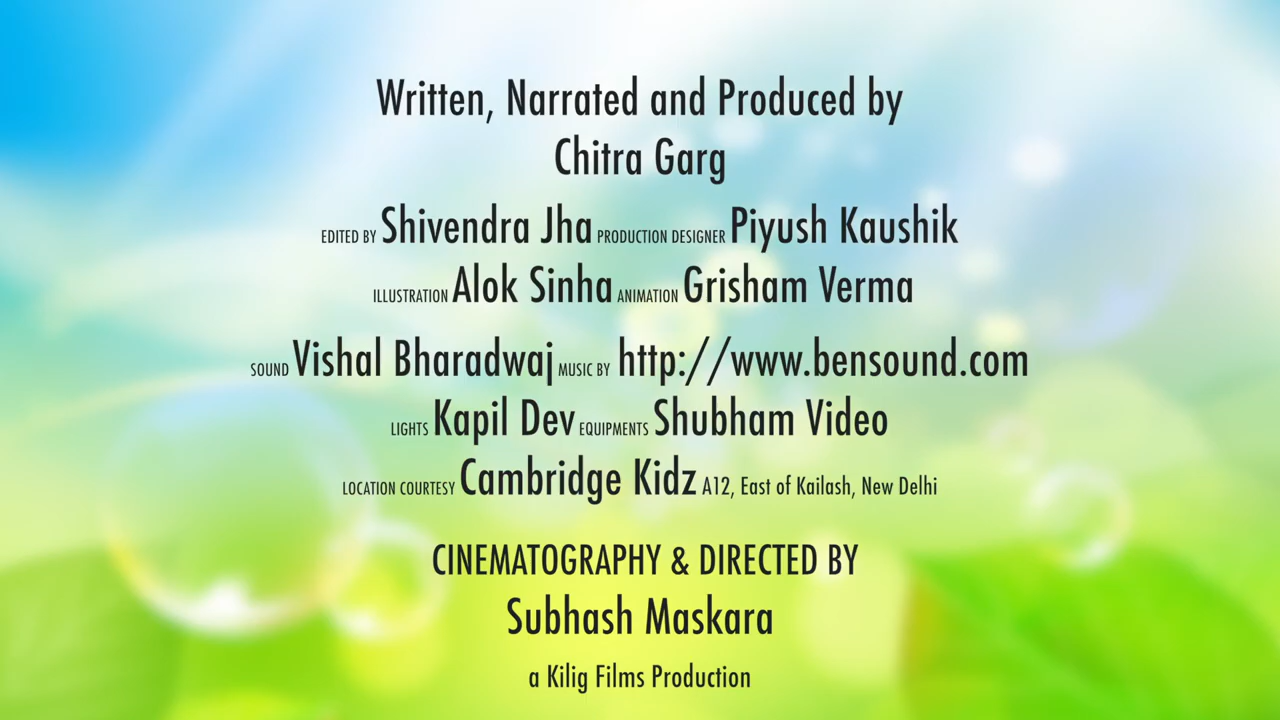 Written, Narrated and Produced by
Chitra Garg
EDITED BY Shivendra Jha PRODUCTION DESIGNER Piyush Kaushik
ILLUSTRATION Alok Sinha ANIMATION Grisham Verma
SOUND Vishal Bharadwaj MUSIC BY http://www.bensound.com
LIGHTS Kapil Dev EQUIPMENTS Shubham Video
LOCATION COURTESY Cambridge Kidz A12, East of Kailash, New Delhi
CINEMATOGRAPHY & DIRECTED BY
Subhash Maskara
a Kilig Films Production